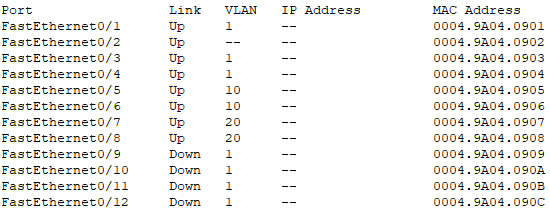 Port Link VLAN IP Address MAC Address
FastEthernet0/1 Up 1 -- 0004.9A04.0901
FastEthernet0/2 Up -- -- 0004.9A04.0902
FastEthernet0/3 Up 1 -- 0004.9A04.0903
FastEthernet0/4 Up 1 -- 0004.9A04.0904
FastEthernet0/5 Up 10 -- 0004.9A04.0905
FastEthernet0/6 Up 10 -- 0004.9A04.0906
FastEthernet0/7 Up 20 -- 0004.9A04.0907
FastEthernet0/8 Up 20 -- 0004.9A04.0908
FastEthernet0/9 Down 1 -- 0004.9A04.0909
FastEthernet0/10 Down 1 -- 0004.9A04.090A
FastEthernet0/11 Down 1 -- 0004.9A04.090B
FastEthernet0/12 Down 1 -- 0004.9A04.090C